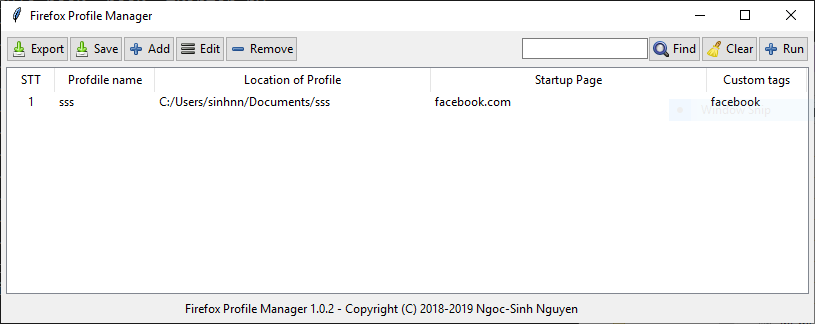 Firefox Profile Manager
Export Save Add Edit Remove Find Clear Run
STT Profdile name Location of Profile Startup Page Custom tags
1 sss C:/Users/sinhnn/Documents/sss facebook.com facebook
Window Snip
Firefox Profile Manager 1.0.2 - Copyright (C) 2018-2019 Ngoc-Sinh Nguyen